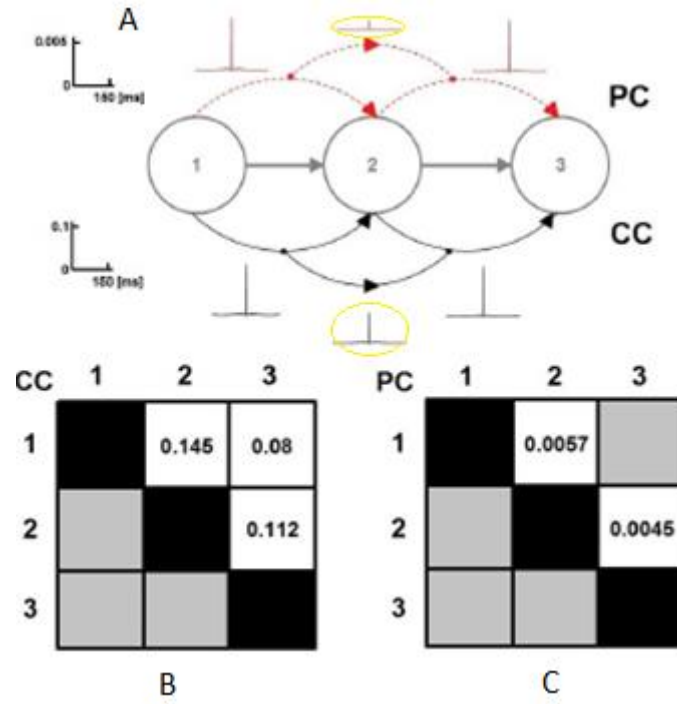 A
0.005
0
150 [ms]
PC
1 2 3
CC
0.1
0
150 [ms]
CC 1 2 3
1 0.145 0.08
2 0.112
3
PC 1 2 3
1 0.0057
2 0.0045
3
B
C